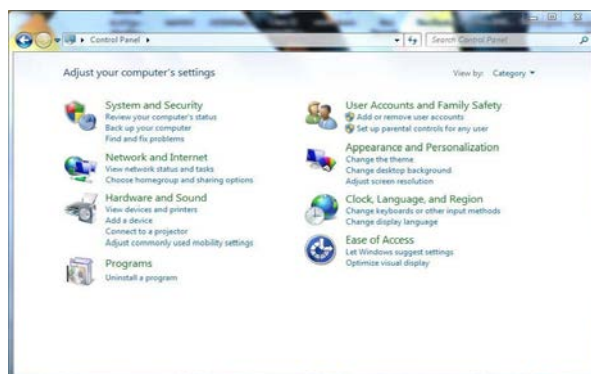 Control Panel
Search Control Panel
Adjust your computer's settings
View by: Category
System and Security
Review your computer's status
Back up your computer
Find and fix problems
Network and Internet
View network status and tasks
Choose homegroup and sharing options
Hardware and Sound
View devices and printers
Add a device
Connect to a projector
Adjust commonly used mobility settings
Programs
Uninstall a program
User Accounts and Family Safety
Add or remove user accounts
Set up parental controls for any user
Appearance and Personalization
Change the theme
Change desktop background
Adjust screen resolution
Clock, Language, and Region
Change keyboards or other input methods
Change display language
Ease of Access
Let Windows suggest settings
Optimize visual display